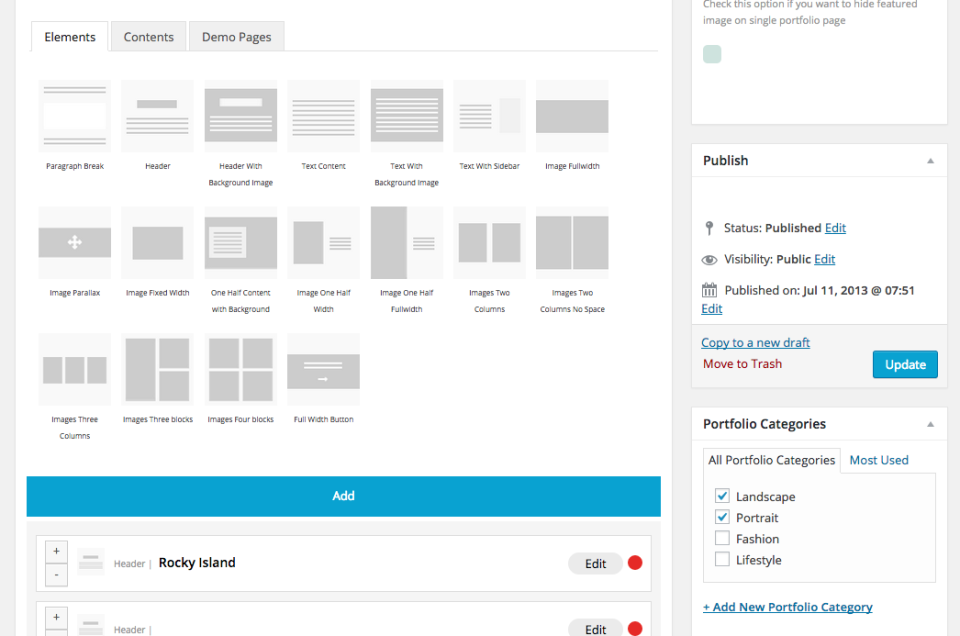 Check this option if you want to hide featured
image on single portfolio page
Elements
Contents
Demo Pages
Paragraph Break
Header
Header With
Background Image
Text Content
Text With
Background Image
Text With Sidebar
Image Fullwidth
Image Parallax
Image Fixed Width
One Half Content
with Background
Image One Half
Width
Image One Half
Fullwidth
Images Two
Columns
Images Two
Columns No Space
Images Three
Columns
Images Three blocks
Images Four blocks
Full Width Button
Add
+
-
Header | Rocky Island
Edit
+
Header |
Edit
Publish
Status: Published Edit
Visibility: Public Edit
Published on: Jul 11, 2013 @ 07:51
Edit
Copy to a new draft
Move to Trash
Update
Portfolio Categories
All Portfolio Categories
Most Used
Landscape
Portrait
Fashion
Lifestyle
+ Add New Portfolio Category